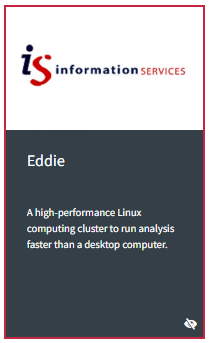 is information SERVICES
Eddie
A high-performance Linux
computing cluster to run analysis
faster than a desktop computer.